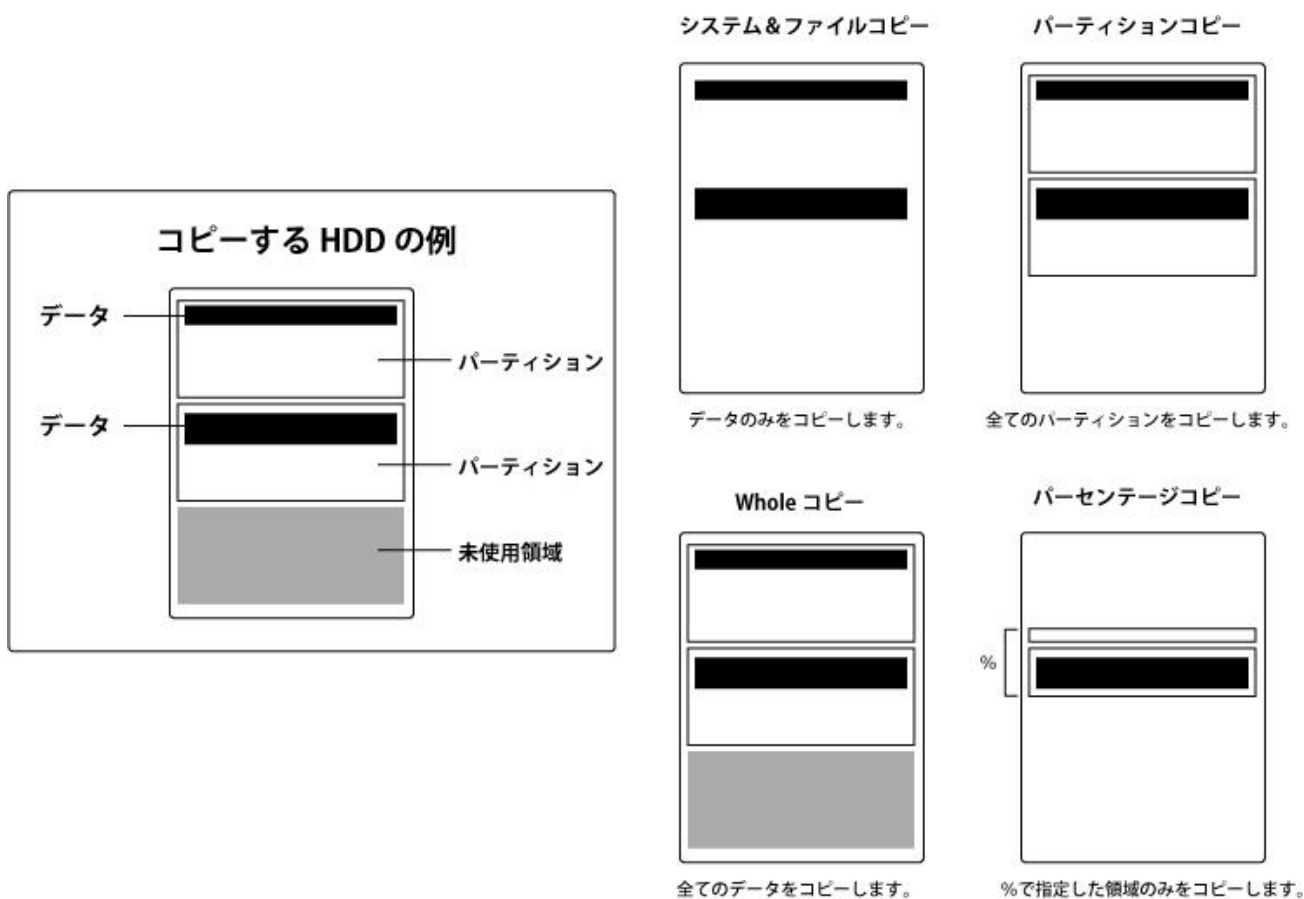 コピーする HDD の例
データ
パーティション
データ
パーティション
未使用領域
システム＆ファイルコピー
データのみをコピーします。
パーティションコピー
全てのパーティションをコピーします。
Whole コピー
全てのデータをコピーします。
パーセンテージコピー
%
%で指定した領域のみをコピーします。